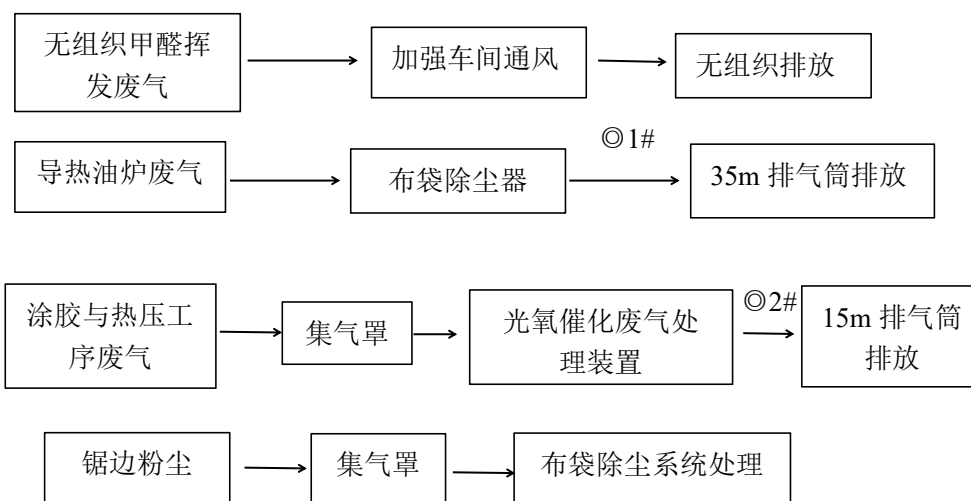 无组织甲醛挥
发废气
加强车间通风
无组织排放
导热油炉废气
布袋除尘器
◎1#
35m 排气筒排放
涂胶与热压工
序废气
集气罩
光氧催化废气处
理装置
◎2#
15m 排气筒
排放
锯边粉尘
集气罩
布袋除尘系统处理